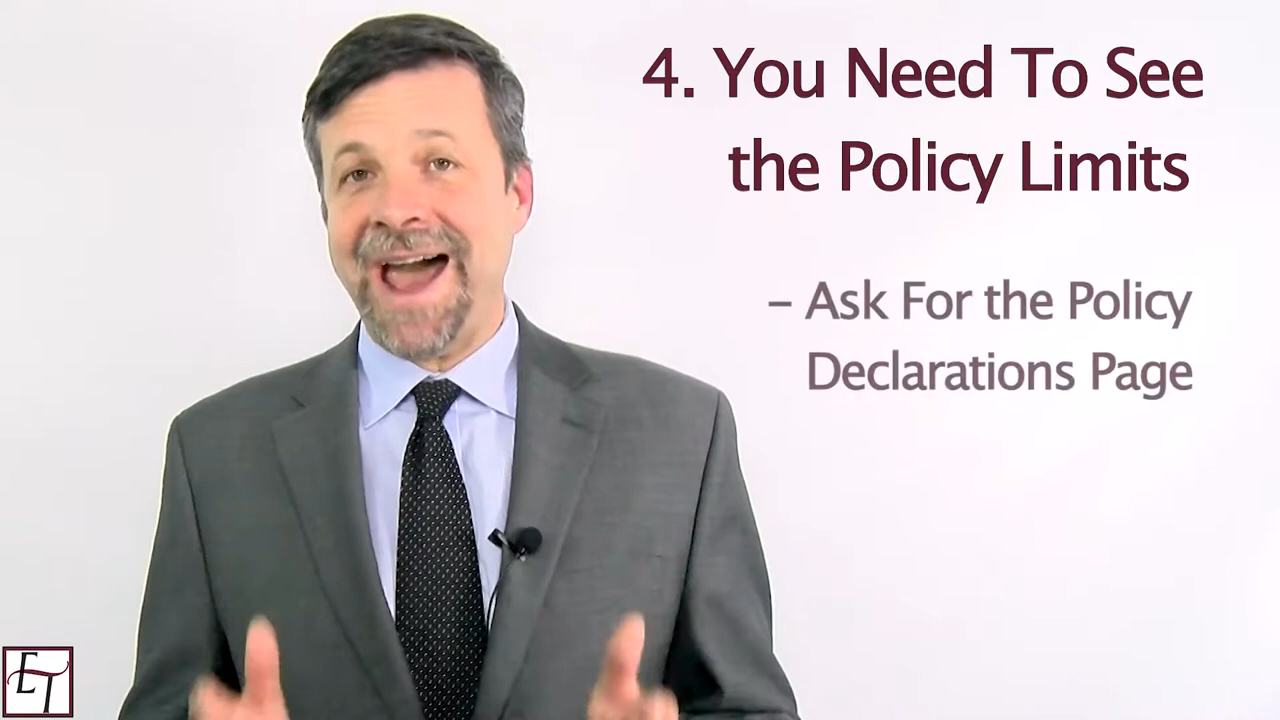 4. You Need To See
the Policy Limits
– Ask For the Policy
Declarations Page
ET